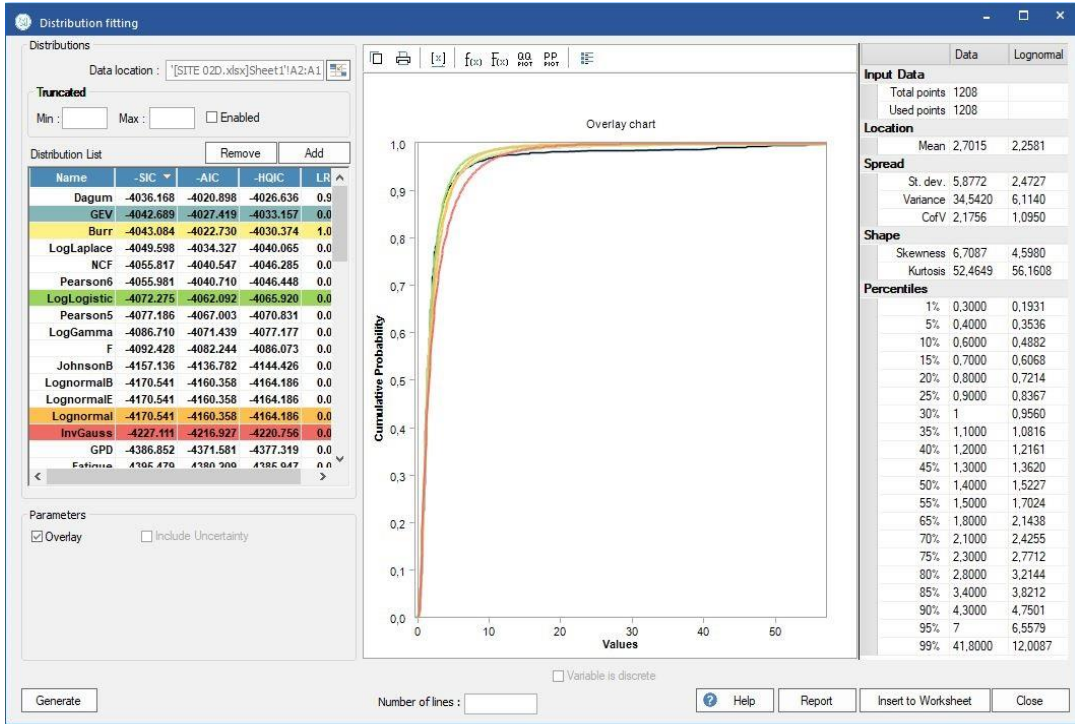 Distribution fitting
Distributions
Data location : '[SITE 02D.xlsx]Sheet1'!A2:A1
Truncated
Min : Max : Enabled
Distribution List Remove Add
Name -SIC -AIC -HQIC LR
Dagum -4036.168 -4020.898 -4026.636 0.9
GEV -4042.689 -4027.419 -4033.157 0.0
Burr -4043.084 -4022.730 -4030.374 1.0
LogLaplace -4049.598 -4034.327 -4040.065 0.0
NCF -4055.817 -4040.547 -4046.285 0.0
Pearson6 -4055.981 -4040.710 -4046.448 0.0
LogLogistic -4072.275 -4062.092 -4065.920 0.0
Pearson5 -4077.186 -4067.003 -4070.831 0.0
LogGamma -4086.710 -4071.439 -4077.177 0.0
F -4092.428 -4082.244 -4086.073 0.0
JohnsonB -4157.136 -4136.782 -4144.426 0.0
LognormalB -4170.541 -4160.358 -4164.186 0.0
LognormalE -4170.541 -4160.358 -4164.186 0.0
Lognormal -4170.541 -4160.358 -4164.186 0.0
InvGauss -4227.111 -4216.927 -4220.756 0.0
GPD -4386.852 -4371.581 -4377.319 0.0
Fatigue -4395.479 -4380.209 -4385.947 0.0
Parameters
Overlay Include Uncertainty
Generate
[x] f(x) F(x) QQ PLOT PP PLOT
Overlay chart
1,0
0,9
0,8
0,7
0,6
0,5
0,4
0,3
0,2
0,1
0,0
Cumulative Probability
0 10 20 30 40 50
Values
Variable is discrete
Number of lines :
Data Lognormal
Input Data
Total points 1208
Used points 1208
Location
Mean 2,7015 2,2581
Spread
St. dev. 5,8772 2,4727
Variance 34,5420 6,1140
CofV 2,1756 1,0950
Shape
Skewness 6,7087 4,5980
Kurtosis 52,4649 56,1608
Percentiles
1% 0,3000 0,1931
5% 0,4000 0,3536
10% 0,6000 0,4882
15% 0,7000 0,6068
20% 0,8000 0,7214
25% 0,9000 0,8367
30% 1 0,9560
35% 1,1000 1,0816
40% 1,2000 1,2161
45% 1,3000 1,3620
50% 1,4000 1,5227
55% 1,5000 1,7024
65% 1,8000 2,1438
70% 2,1000 2,4255
75% 2,3000 2,7712
80% 2,8000 3,2144
85% 3,4000 3,8212
90% 4,3000 4,7501
95% 7 6,5579
99% 41,8000 12,0087
Help Report Insert to Worksheet Close